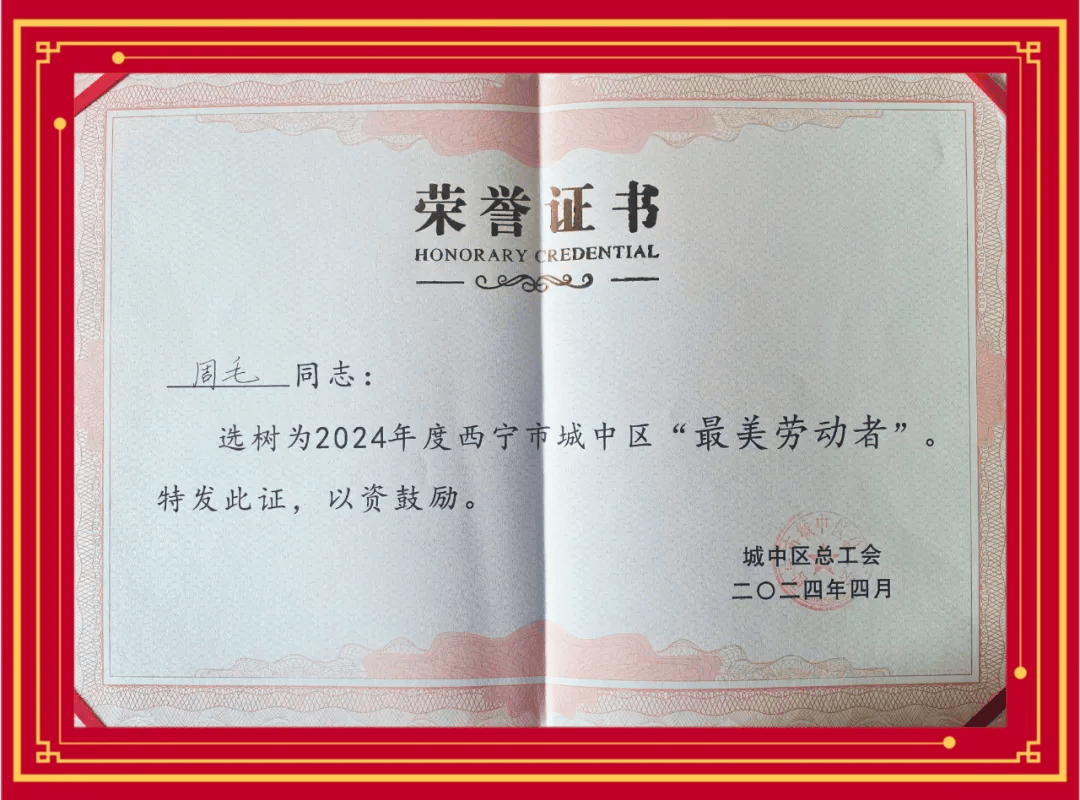 荣誉证书
HONORARY CREDENTIAL
周毛 同志：
选树为2024年度西宁市城中区“最美劳动者”。
特发此证，以资鼓励。
城中区总工会
二〇二四年四月